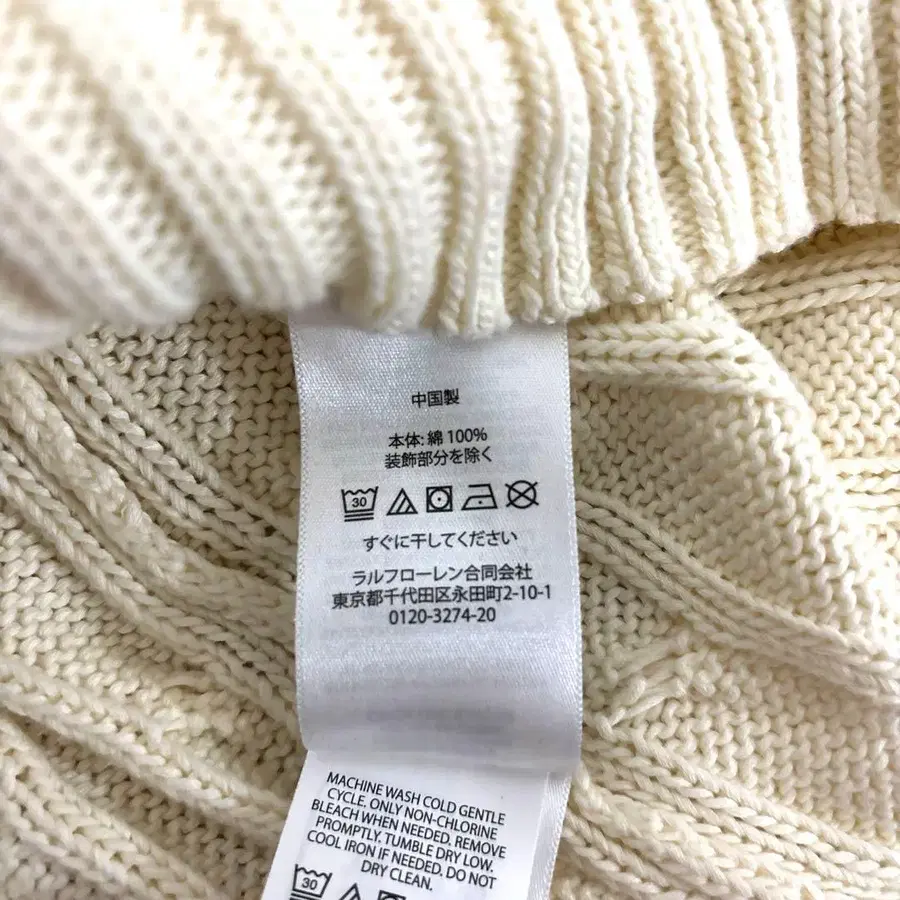 中国製
本体: 綿 100%
装飾部分を除く
30
すぐに干してください
ラルフローレン合同会社
東京都千代田区永田町2-10-1
0120-3274-20
MACHINE WASH COLD GENTLE
CYCLE. ONLY NON-CHLORINE
BLEACH WHEN NEEDED. REMOVE
PROMPTLY. TUMBLE DRY LOW.
COOL IRON IF NEEDED. DO NOT
DRY CLEAN.
30